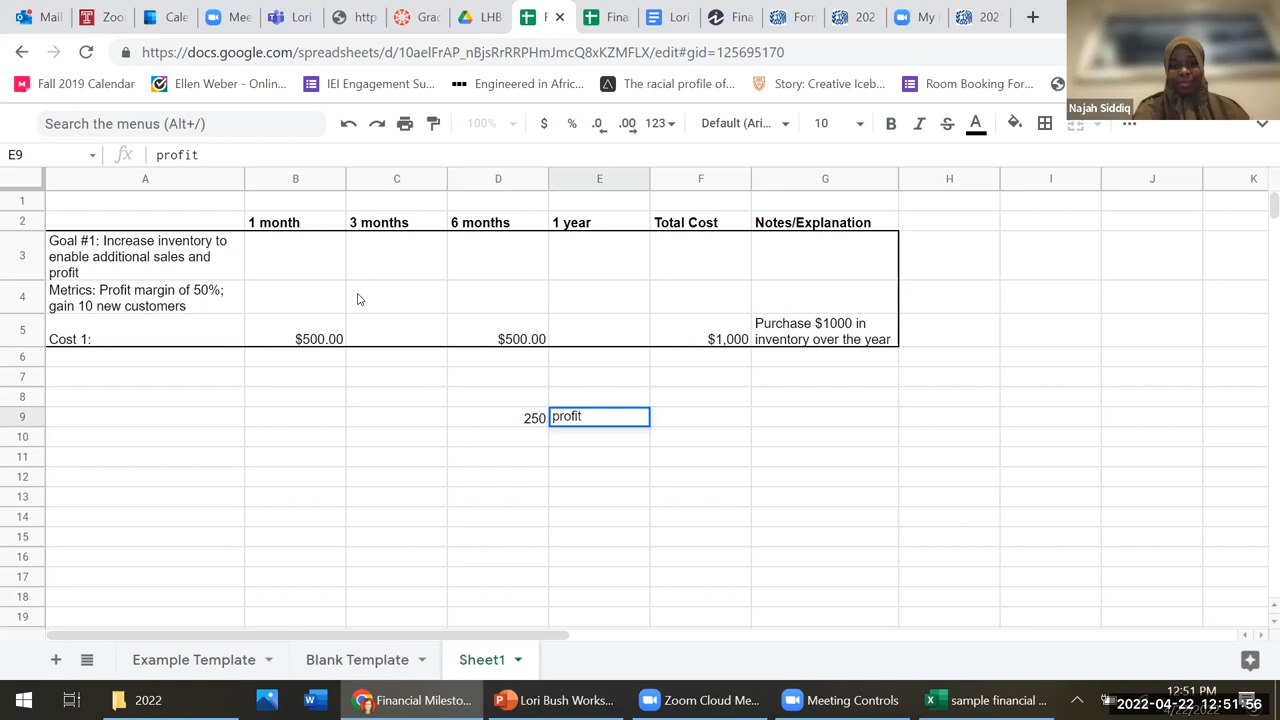 Mail
Zoo
Cale
Mee
Lori
http
Grac
LHB
F
Fina
Lori
Fina
Forr
202
My
202
https://docs.google.com/spreadsheets/d/10aelFrAP_nBjsRrRRPHmJmcQ8xKZMFLX/edit#gid=125695170
Fall 2019 Calendar
Ellen Weber - Onlin...
IEI Engagement Su...
Engineered in Afric...
The racial profile of...
Story: Creative Iceb...
Room Booking For...
Najah Siddiq
Search the menus (Alt+/)
100%
$
%
.0
.00
123
Default (Ari...
10
B
I
S
A
E9
fx
profit
A B C D E F G H I J K
1
2 1 month 3 months 6 months 1 year Total Cost Notes/Explanation
Goal #1: Increase inventory to
3 enable additional sales and
profit
Metrics: Profit margin of 50%;
4 gain 10 new customers
5 Cost 1: $500.00 $500.00 $1,000 Purchase $1000 in
inventory over the year
6
7
8
9 250 profit
10
11
12
13
14
15
16
17
18
19
Example Template
Blank Template
Sheet1
2022
Financial Milesto...
Lori Bush Works...
Zoom Cloud Me...
Meeting Controls
sample financial ...
12:51 PM
2022-04-22 12:51:56